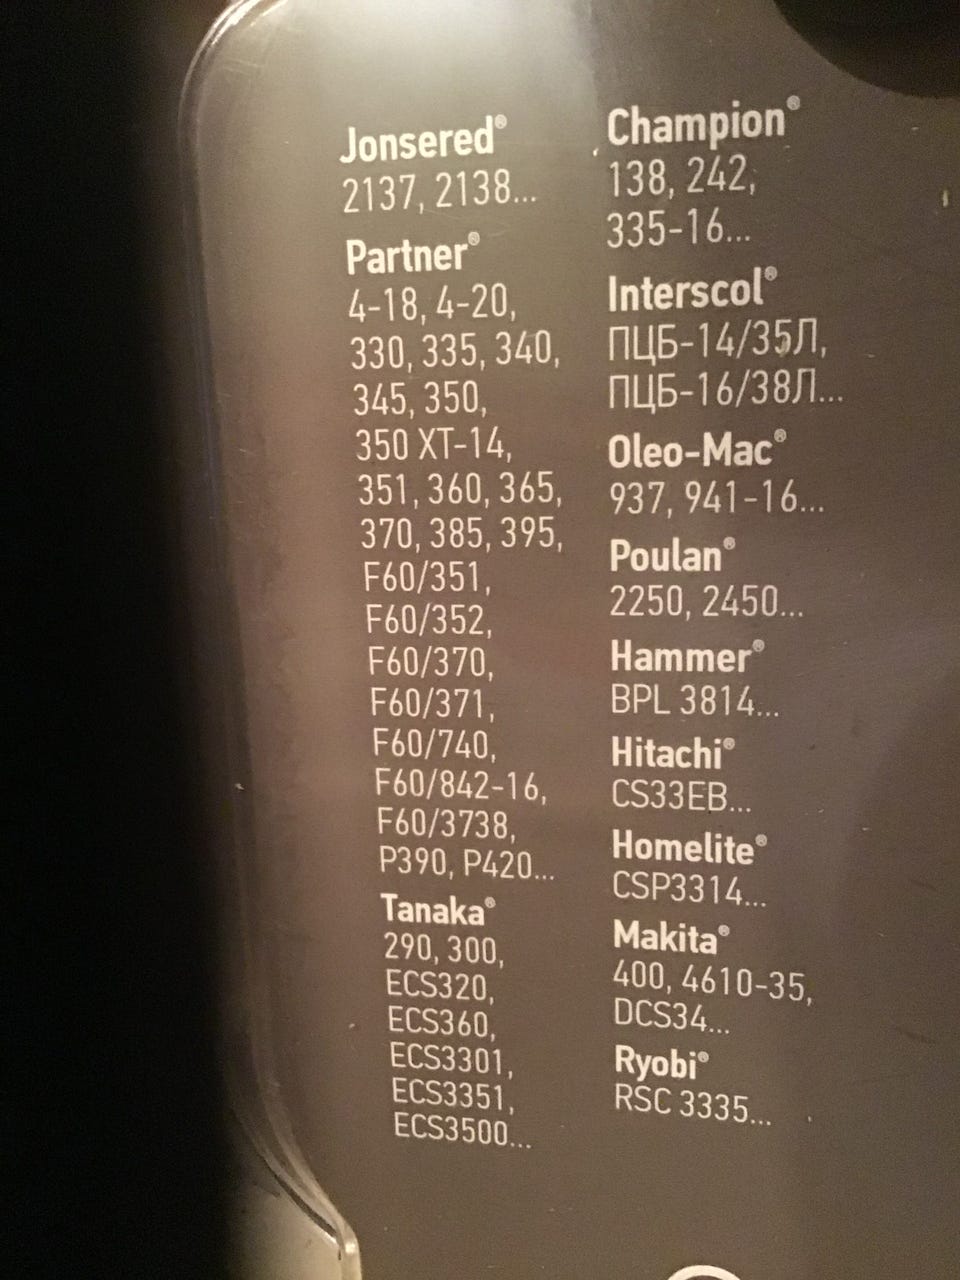 Jonsered®
2137, 2138...
Partner®
4-18, 4-20,
330, 335, 340,
345, 350,
350 XT-14,
351, 360, 365,
370, 385, 395,
F60/351,
F60/352,
F60/370,
F60/371,
F60/740,
F60/842-16,
F60/3738,
P390, P420...
Tanaka®
290, 300,
ECS320,
ECS360,
ECS3301,
ECS3351,
ECS3500...
Champion®
138, 242,
335-16...
Interscol®
ПЦБ-14/35Л,
ПЦБ-16/38Л...
Oleo-Mac®
937, 941-16...
Poulan®
2250, 2450...
Hammer®
BPL 3814...
Hitachi®
CS33EB...
Homelite®
CSP3314...
Makita®
400, 4610-35,
DCS34...
Ryobi®
RSC 3335...